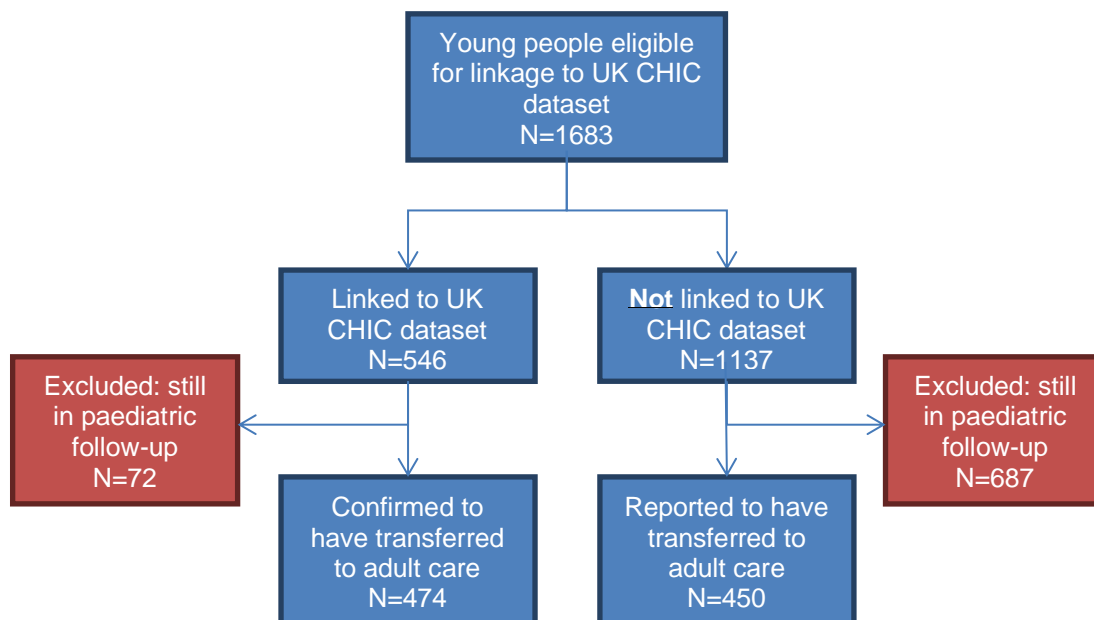 Young people eligible
for linkage to UK CHIC
dataset
N=1683
Linked to UK
CHIC dataset
N=546
Not linked to UK
CHIC dataset
N=1137
Excluded: still
in paediatric
follow-up
N=72
Excluded: still
in paediatric
follow-up
N=687
Confirmed to
have transferred
to adult care
N=474
Reported to have
transferred to
adult care
N=450